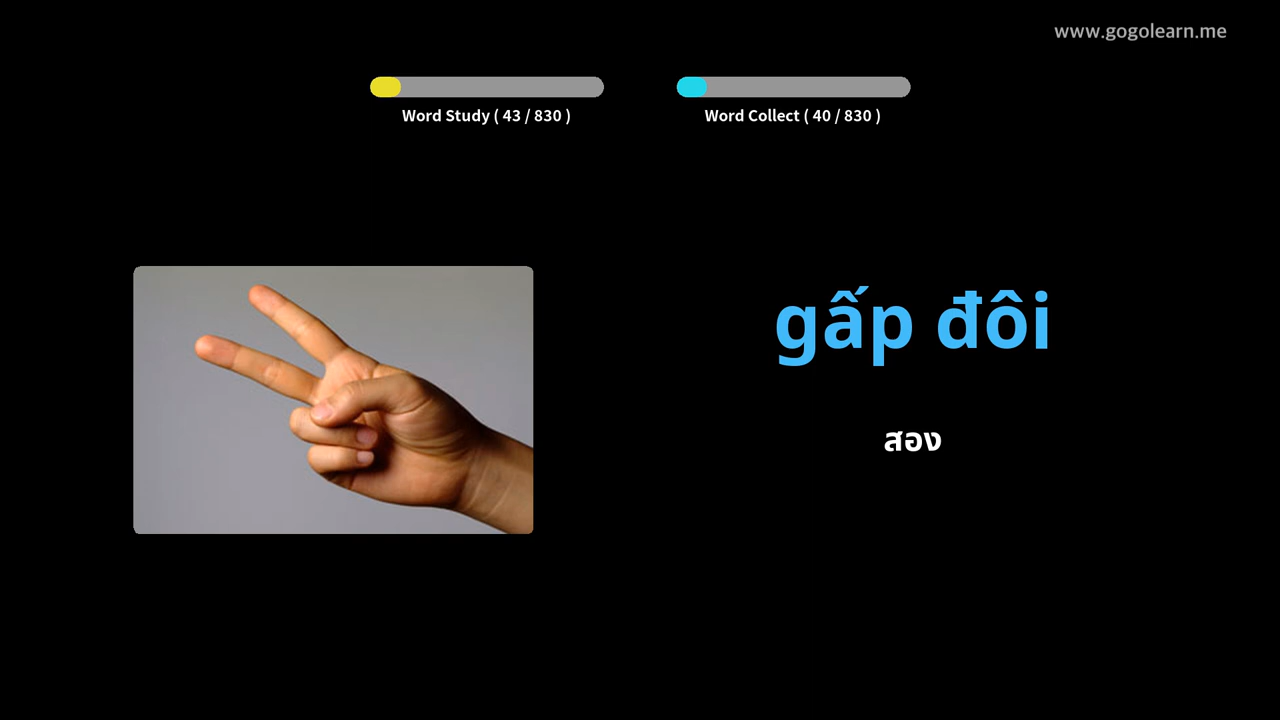 www.gogolearn.me
Word Study ( 43 / 830 )
Word Collect ( 40 / 830 )
gấp đôi
สอง